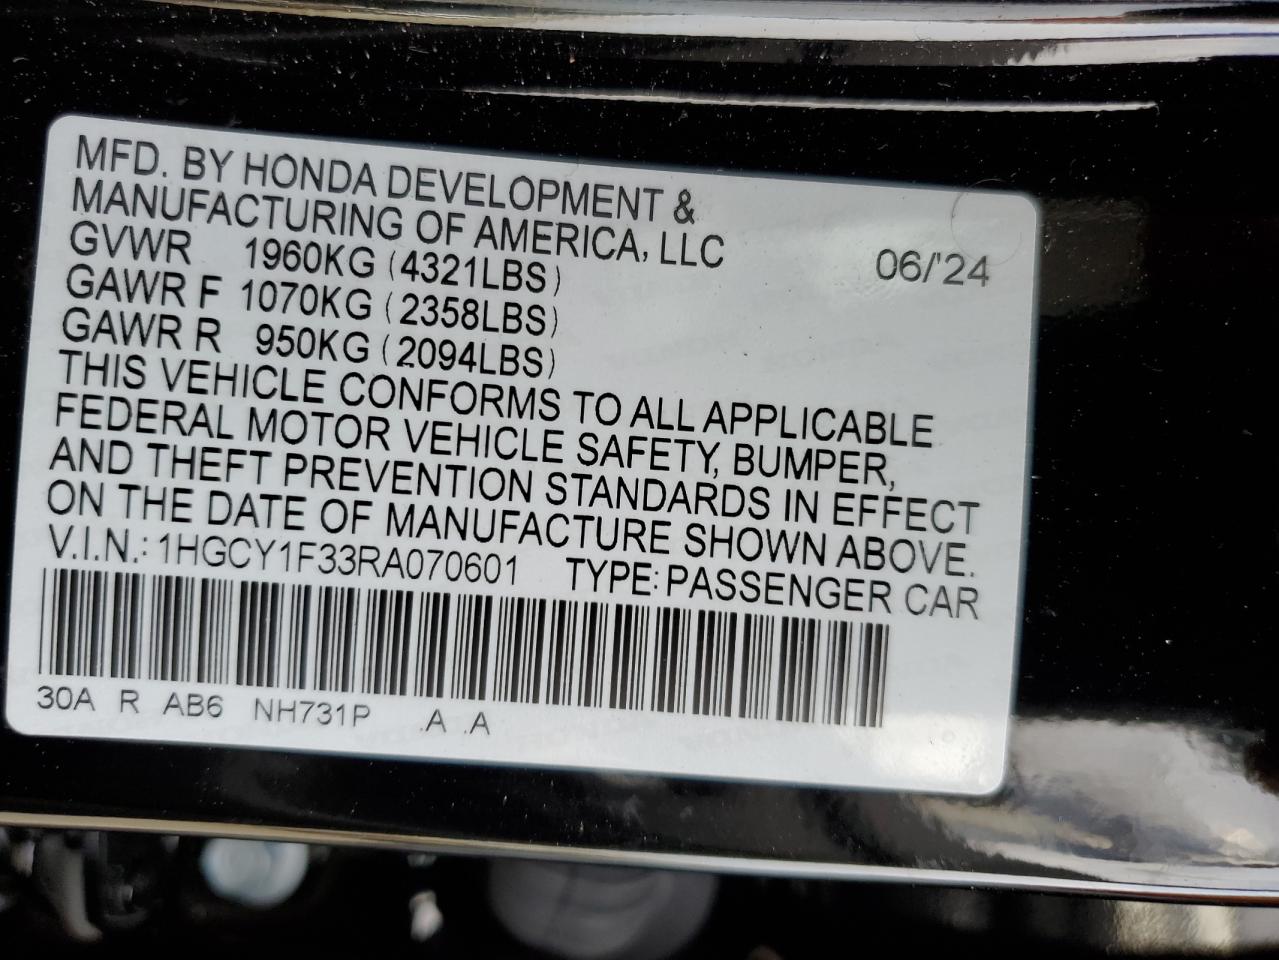 MFD. BY HONDA DEVELOPMENT &
MANUFACTURING OF AMERICA, LLC
06/'24
GVWR 1960KG (4321LBS)
GAWR F 1070KG (2358LBS)
GAWR R 950KG (2094LBS)
THIS VEHICLE CONFORMS TO ALL APPLICABLE
FEDERAL MOTOR VEHICLE SAFETY, BUMPER,
AND THEFT PREVENTION STANDARDS IN EFFECT
ON THE DATE OF MANUFACTURE SHOWN ABOVE.
V.I.N.: 1HGCY1F33RA070601 TYPE: PASSENGER CAR
30A R AB6 NH731P .A .A